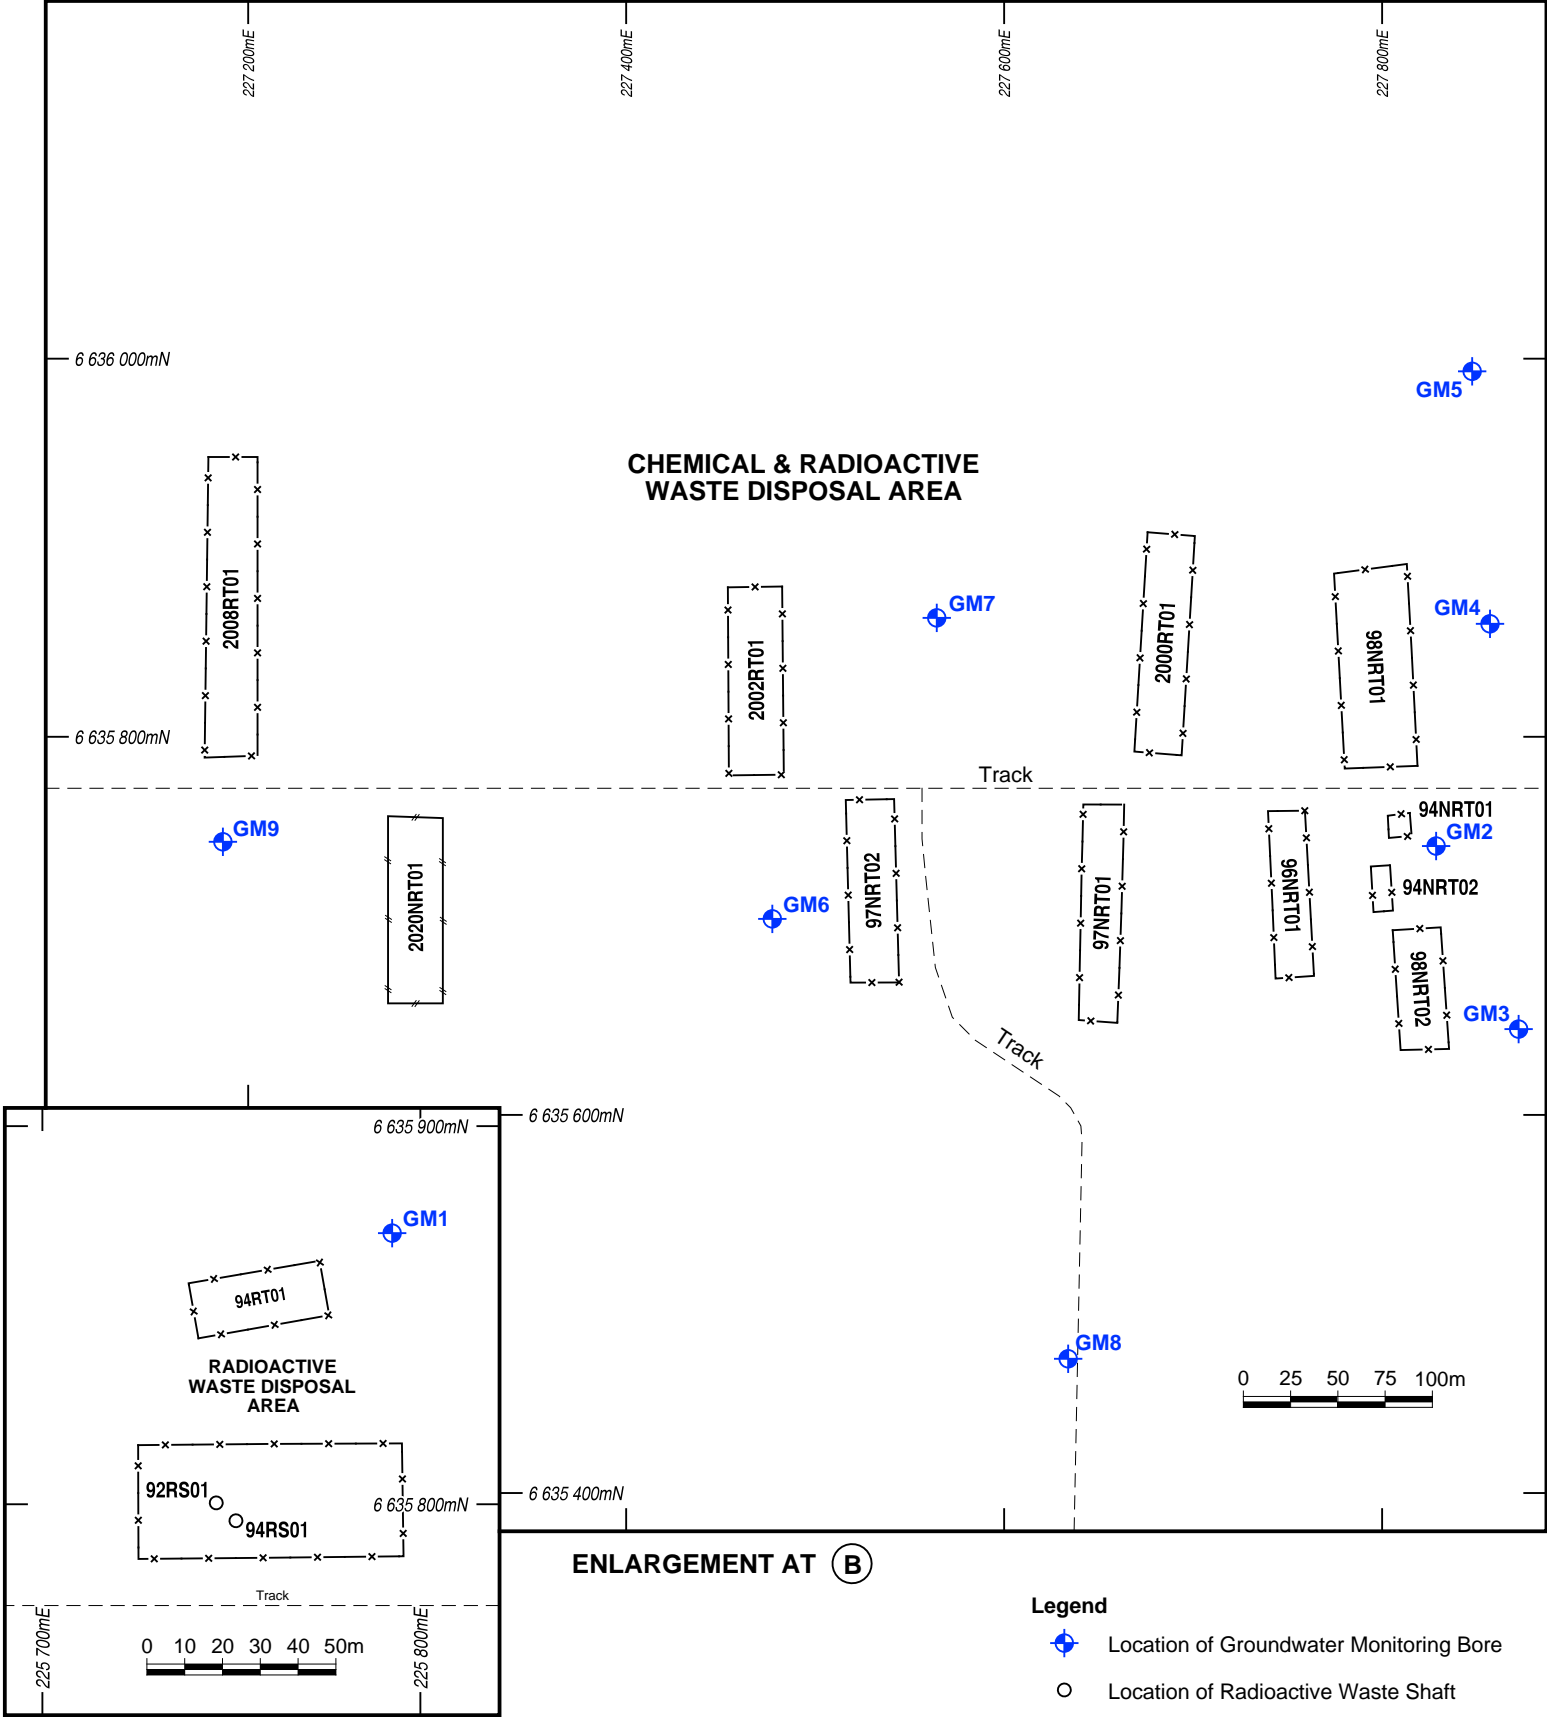 227 200mE
227 400mE
227 600mE
227 800mE
6 636 000mN
GM5
CHEMICAL & RADIOACTIVE
WASTE DISPOSAL AREA
2008RT01
2002RT01
GM7
2000RT01
98NRT01
GM4
6 635 800mN
Track
GM9
2020NRT01
GM6
97NRT02
97NRT01
96NRT01
94NRT01
GM2
94NRT02
98NRT02
GM3
Track
6 635 900mN
6 635 600mN
GM1
94RT01
RADIOACTIVE
WASTE DISPOSAL
AREA
GM8
0 25 50 75 100m
92RS01
6 635 800mN
6 635 400mN
94RS01
Track
225 700mE
0 10 20 30 40 50m
225 800mE
ENLARGEMENT AT B
Legend
Location of Groundwater Monitoring Bore
Location of Radioactive Waste Shaft